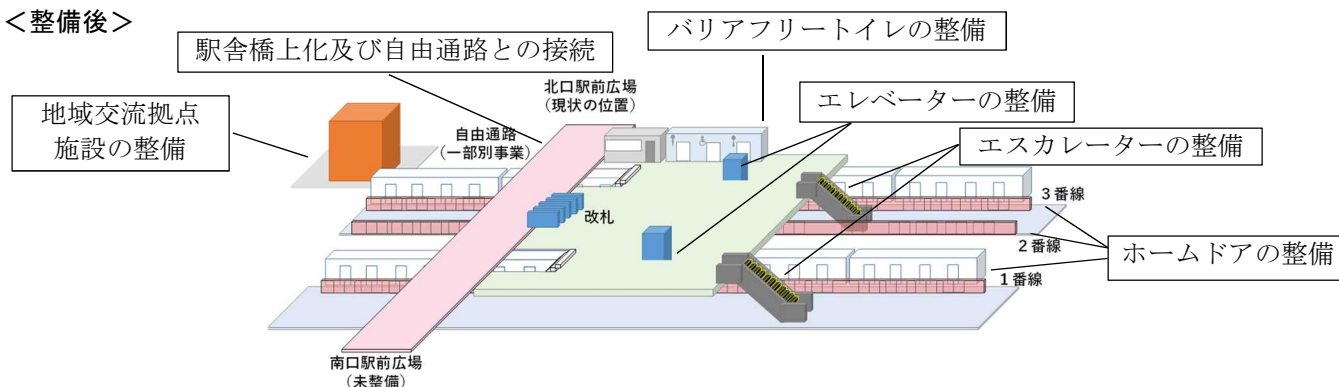 ＜整備後＞
駅舎橋上化及び自由通路との接続
バリアフリートイレの整備
北口駅前広場
（現状の位置）
エレベーターの整備
地域交流拠点
施設の整備
自由通路
（一部別事業）
エスカレーターの整備
改札
３番線
２番線
ホームドアの整備
１番線
南口駅前広場
（未整備）